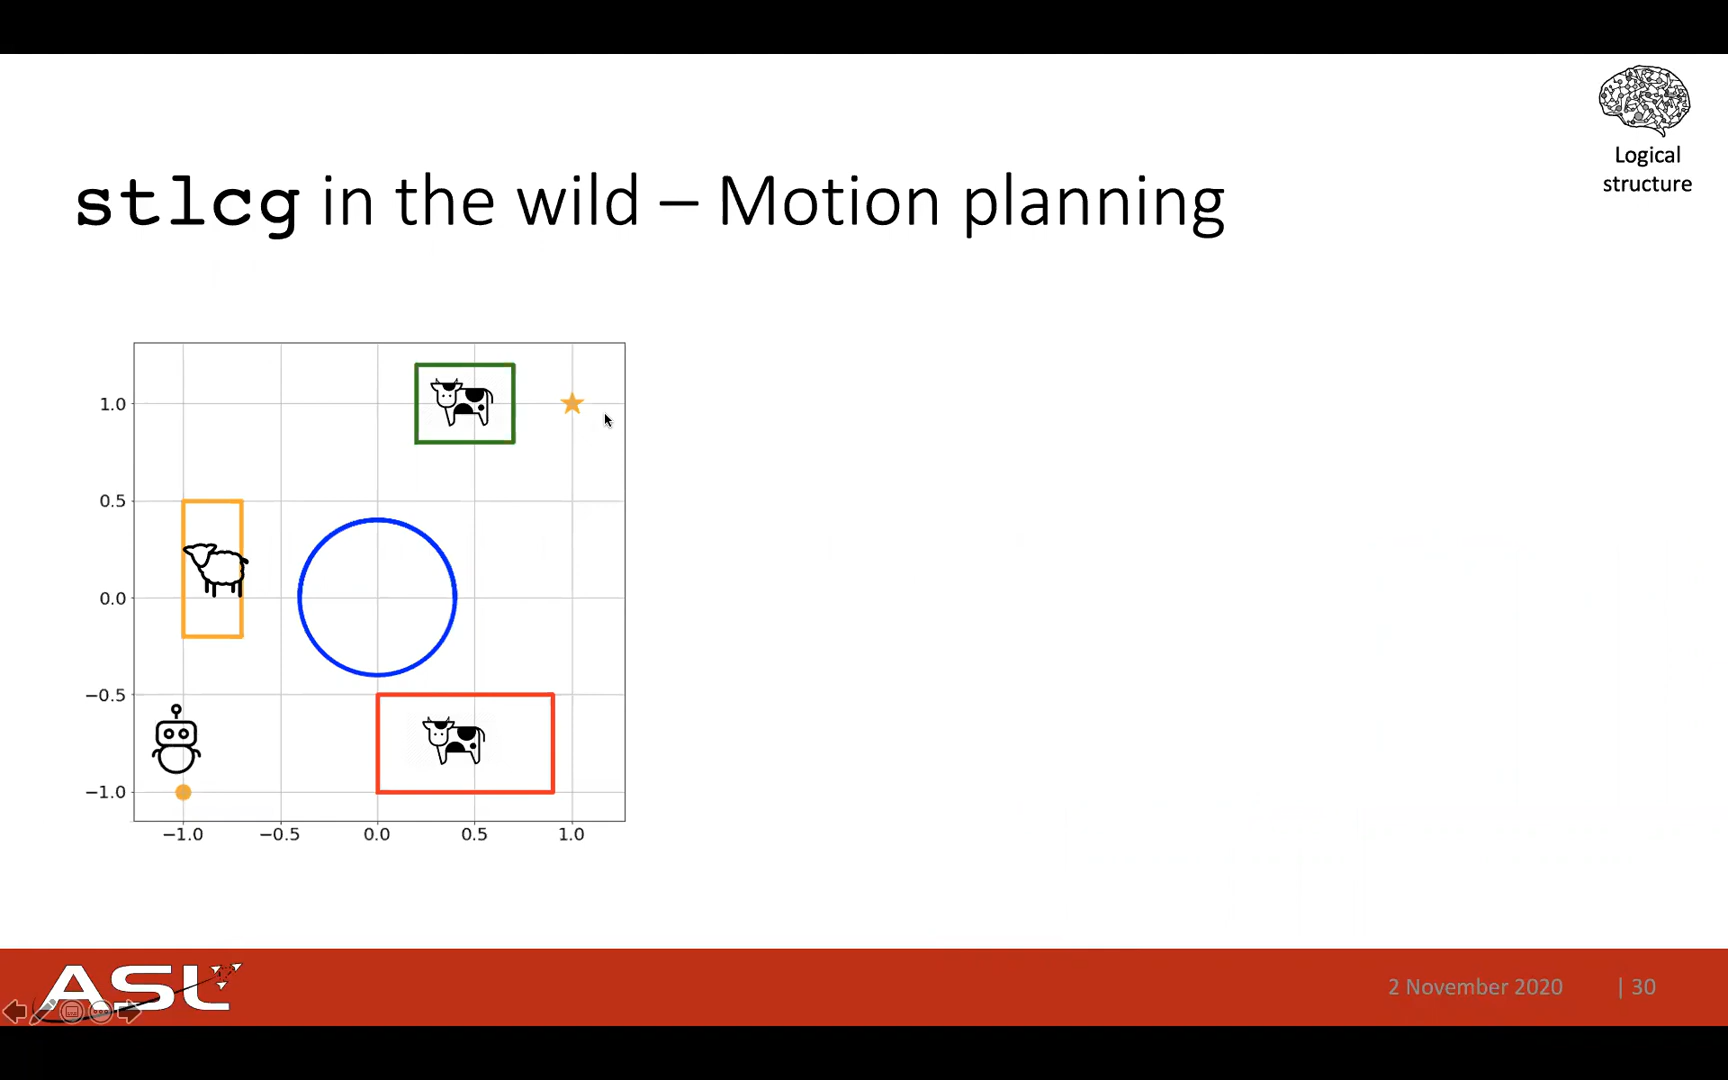 Logical
structure
stlcg in the wild – Motion planning
1.0
0.5
0.0
−0.5
−1.0
−1.0 −0.5 0.0 0.5 1.0
ASL
2 November 2020 | 30